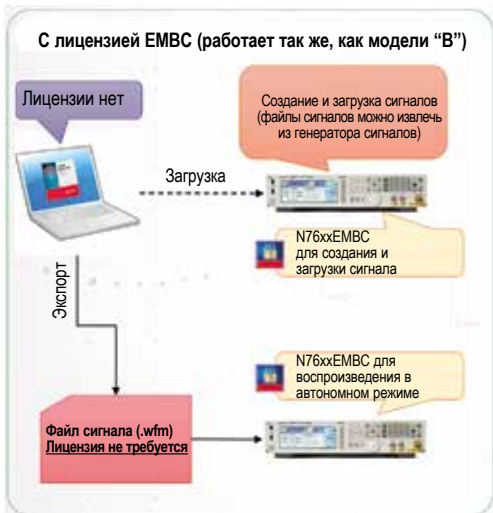 С лицензией EMBC (работает так же, как модели “B”)
Лицензии нет
Создание и загрузка сигналов
(файлы сигналов можно извлечь
из генератора сигналов)
Загрузка
N76xxEMBC
для создания и
загрузки сигнала
Экспорт
N76xxEMBC для
воспроизведения в
автономном режиме
Файл сигнала (.wfm)
Лицензия не требуется